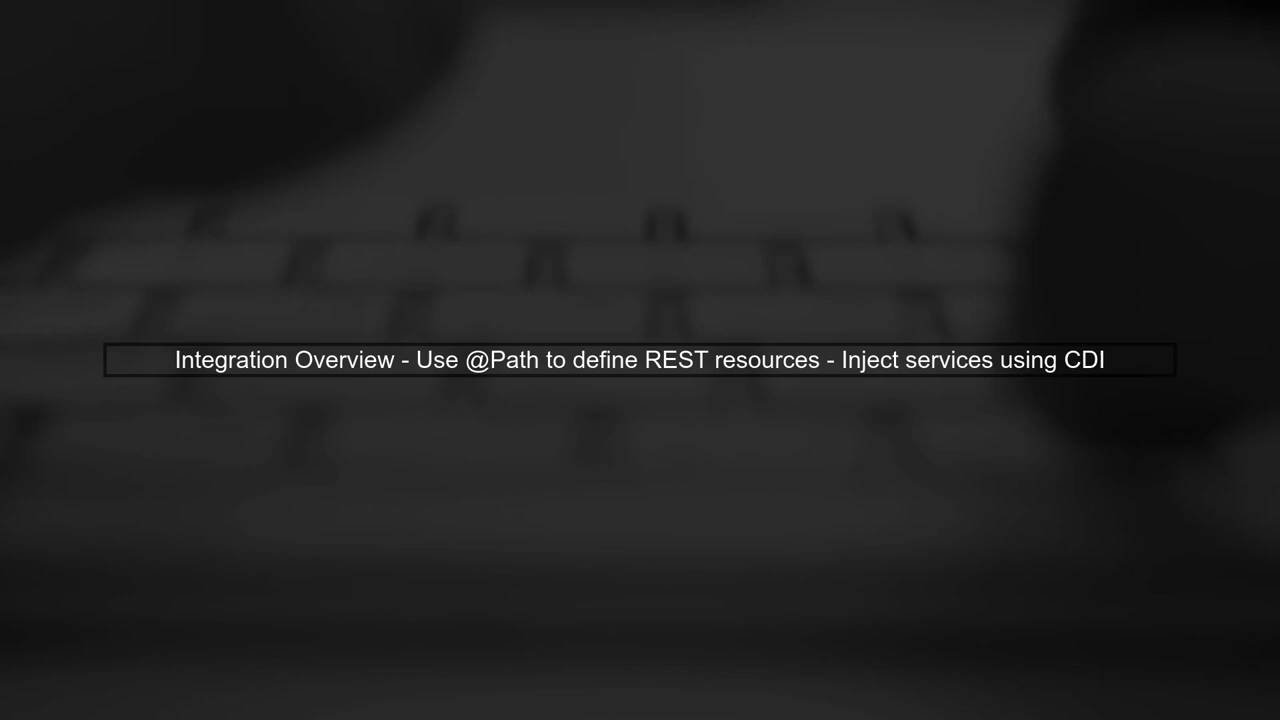 Integration Overview - Use @Path to define REST resources - Inject services using CDI